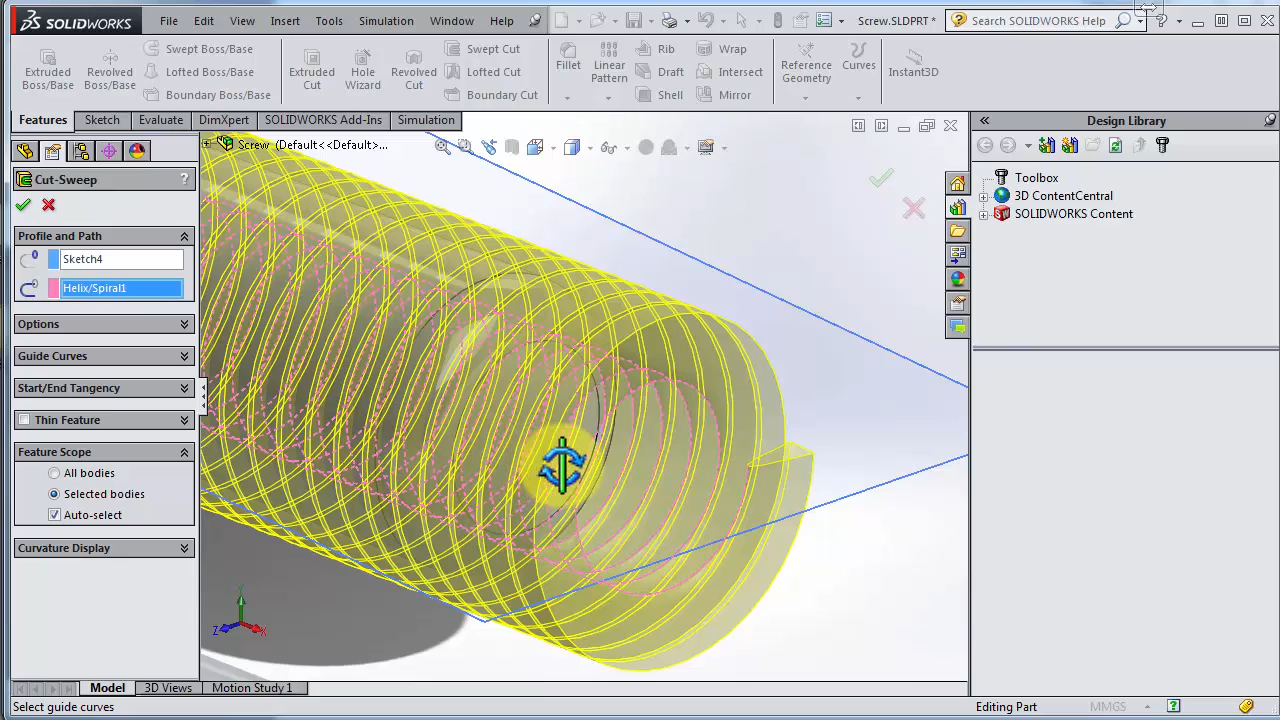 SOLIDWORKS File Edit View Insert Tools Simulation Window Help Screw.SLDPRT * Search SOLIDWORKS Help
Extruded Boss/Base
Revolved Boss/Base
Swept Boss/Base
Lofted Boss/Base
Boundary Boss/Base
Extruded Cut
Hole Wizard
Revolved Cut
Swept Cut
Lofted Cut
Boundary Cut
Fillet
Linear Pattern
Rib
Draft
Shell
Wrap
Intersect
Mirror
Reference Geometry
Curves
Instant3D
Features Sketch Evaluate DimXpert SOLIDWORKS Add-Ins Simulation
Screw (Default<<Default>...
Cut-Sweep ?
Profile and Path
Sketch4
Helix/Spiral1
Options
Guide Curves
Start/End Tangency
Thin Feature
Feature Scope
All bodies
Selected bodies
Auto-select
Curvature Display
Y
Z
X
Design Library
Toolbox
3D ContentCentral
SOLIDWORKS Content
Model 3D Views Motion Study 1
Select guide curves Editing Part MMGS